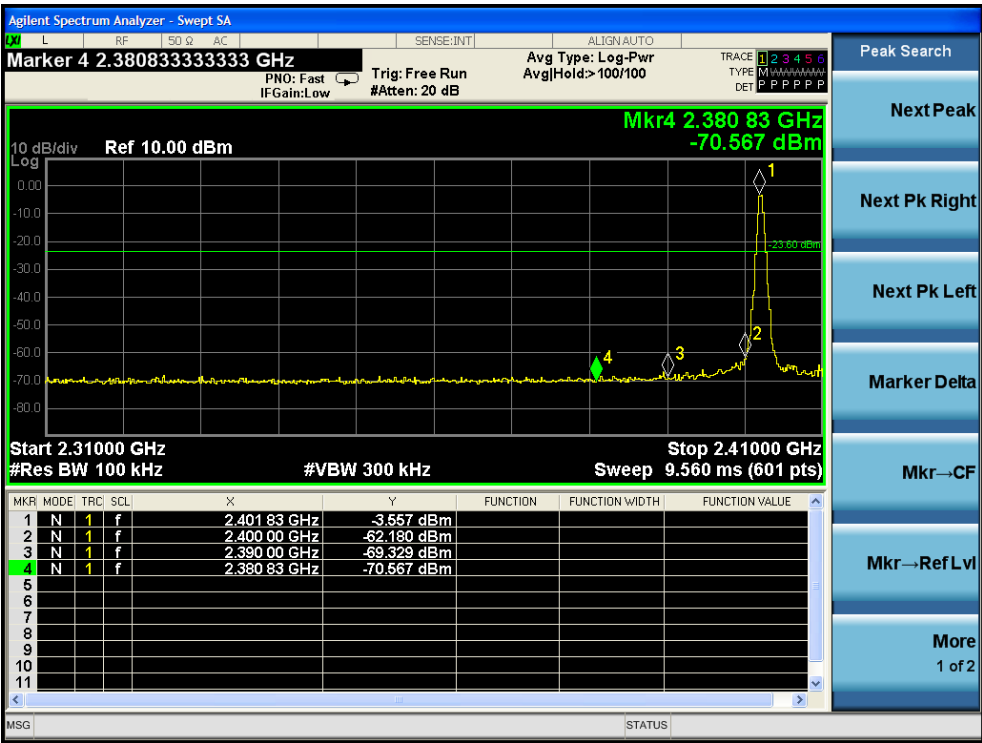 Agilent Spectrum Analyzer - Swept SA
LXI L RF 50 Ω AC SENSE:INT ALIGN AUTO
Marker 4 2.380833333333 GHz
PNO: Fast
IFGain:Low
Trig: Free Run
#Atten: 20 dB
Avg Type: Log-Pwr
Avg|Hold:>100/100
TRACE 1 2 3 4 5 6
TYPE M WWWWW
DET P P P P P P
Mkr4 2.380 83 GHz
-70.567 dBm
10 dB/div Ref 10.00 dBm
Log
0.00
-10.0
-20.0
-30.0
-40.0
-50.0
-60.0
-70.0
-80.0
1
-23.60 dBm
2
3
4
Start 2.31000 GHz Stop 2.41000 GHz
#Res BW 100 kHz #VBW 300 kHz Sweep 9.560 ms (601 pts)
MKR MODE TRC SCL X Y FUNCTION FUNCTION WIDTH FUNCTION VALUE
1 N 1 f 2.401 83 GHz -3.557 dBm
2 N 1 f 2.400 00 GHz -62.180 dBm
3 N 1 f 2.390 00 GHz -69.329 dBm
4 N 1 f 2.380 83 GHz -70.567 dBm
5
6
7
8
9
10
11
MSG STATUS
Peak Search
Next Peak
Next Pk Right
Next Pk Left
Marker Delta
Mkr→CF
Mkr→Ref Lvl
More
1 of 2